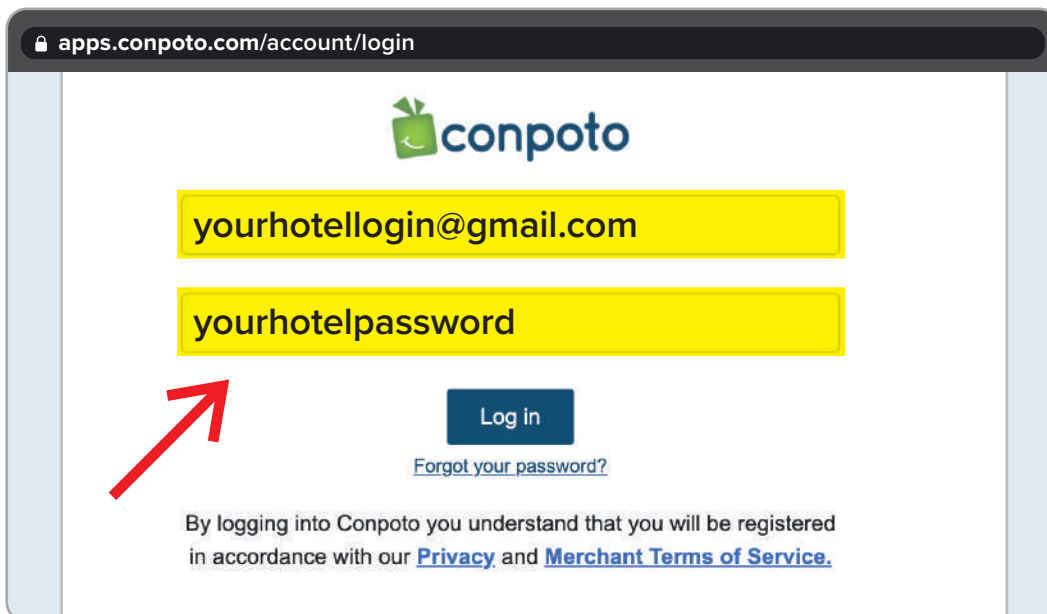 apps.conpoto.com/account/login
conpoto
yourhotellogin@gmail.com
yourhotelpassword
Log in
Forgot your password?
By logging into Conpoto you understand that you will be registered
in accordance with our Privacy and Merchant Terms of Service.